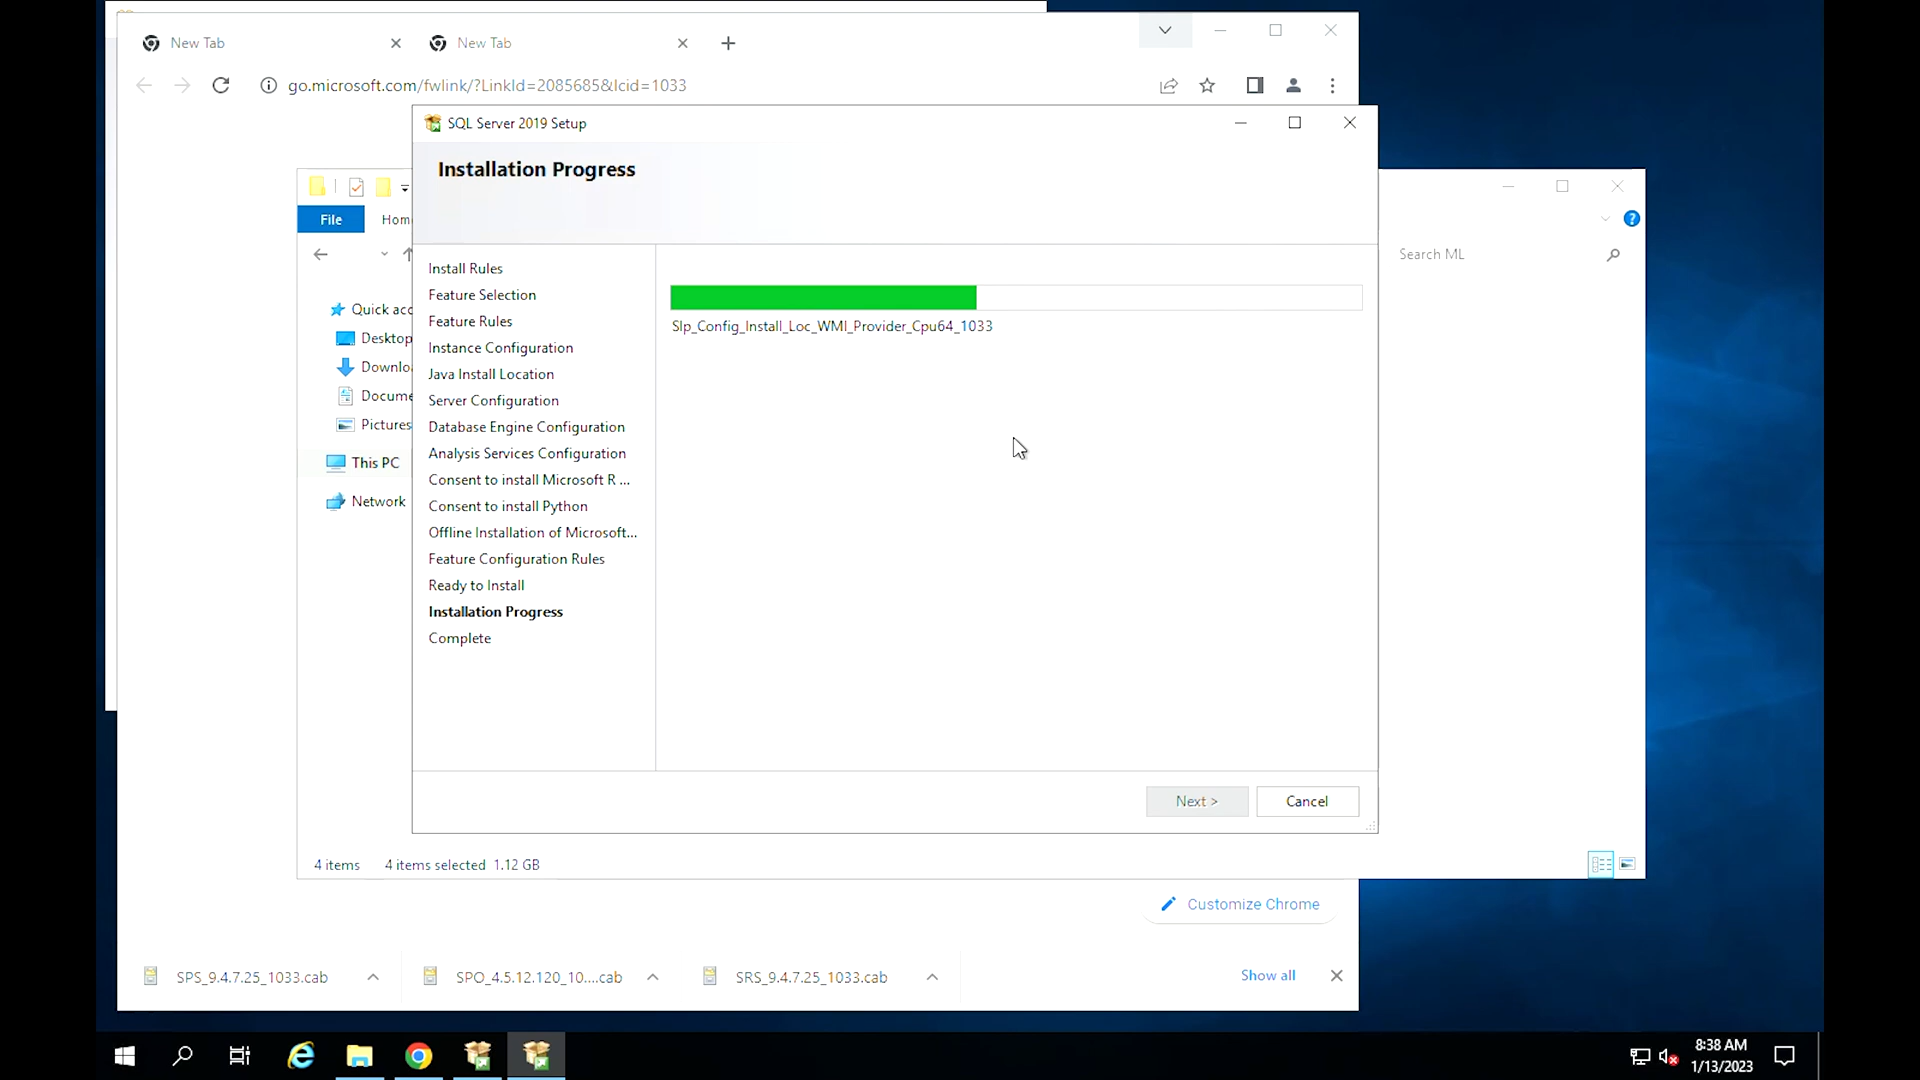 New Tab
New Tab
go.microsoft.com/fwlink/?LinkId=2085685&lcid=1033
SQL Server 2019 Setup
Installation Progress
File
Hom
Search ML
Install Rules
Feature Selection
Feature Rules
Instance Configuration
Java Install Location
Server Configuration
Database Engine Configuration
Analysis Services Configuration
Consent to install Microsoft R ...
Consent to install Python
Offline Installation of Microsoft...
Feature Configuration Rules
Ready to Install
Installation Progress
Complete
Slp_Config_Install_Loc_WMI_Provider_Cpu64_1033
Quick acc
Desktop
Downlo
Docume
Pictures
This PC
Network
Next >
Cancel
4 items
4 items selected 1.12 GB
Customize Chrome
SPS_9.4.7.25_1033.cab
SPO_4.5.12.120_10....cab
SRS_9.4.7.25_1033.cab
Show all
8:38 AM
1/13/2023